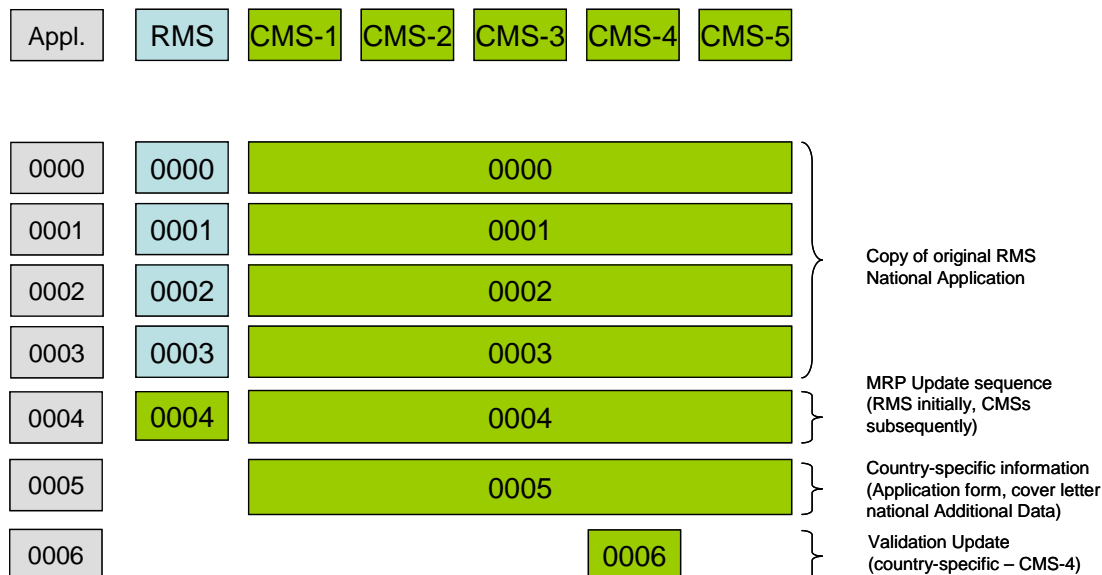 Appl. RMS CMS-1 CMS-2 CMS-3 CMS-4 CMS-5
0000 0000 0000
0001 0001 0001
0002 0002 0002
0003 0003 0003
Copy of original RMS
National Application
0004 0004 0004
MRP Update sequence
(RMS initially, CMSs
subsequently)
0005 0005
Country-specific information
(Application form, cover letter
national Additional Data)
0006 0006
Validation Update
(country-specific – CMS-4)